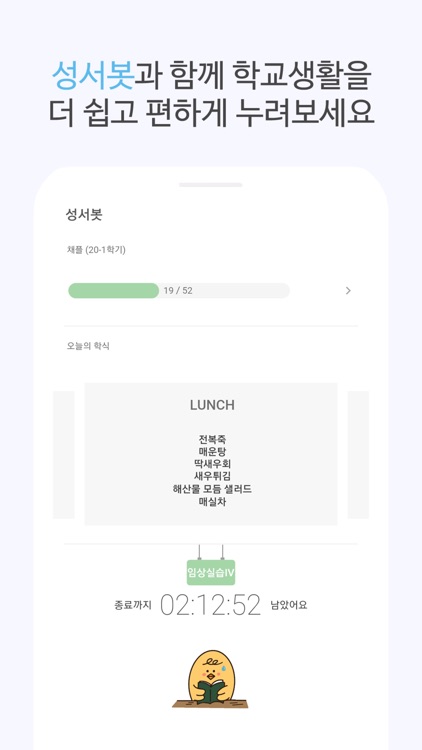 성서봇과 함께 학교생활을
더 쉽고 편하게 누려보세요
성서봇
채플 (20-1학기)
19 / 52
오늘의 학식
LUNCH
전복죽
매운탕
딱새우회
새우튀김
해산물 모듬 샐러드
매실차
임상실습IV
종료까지 02:12:52 남았어요